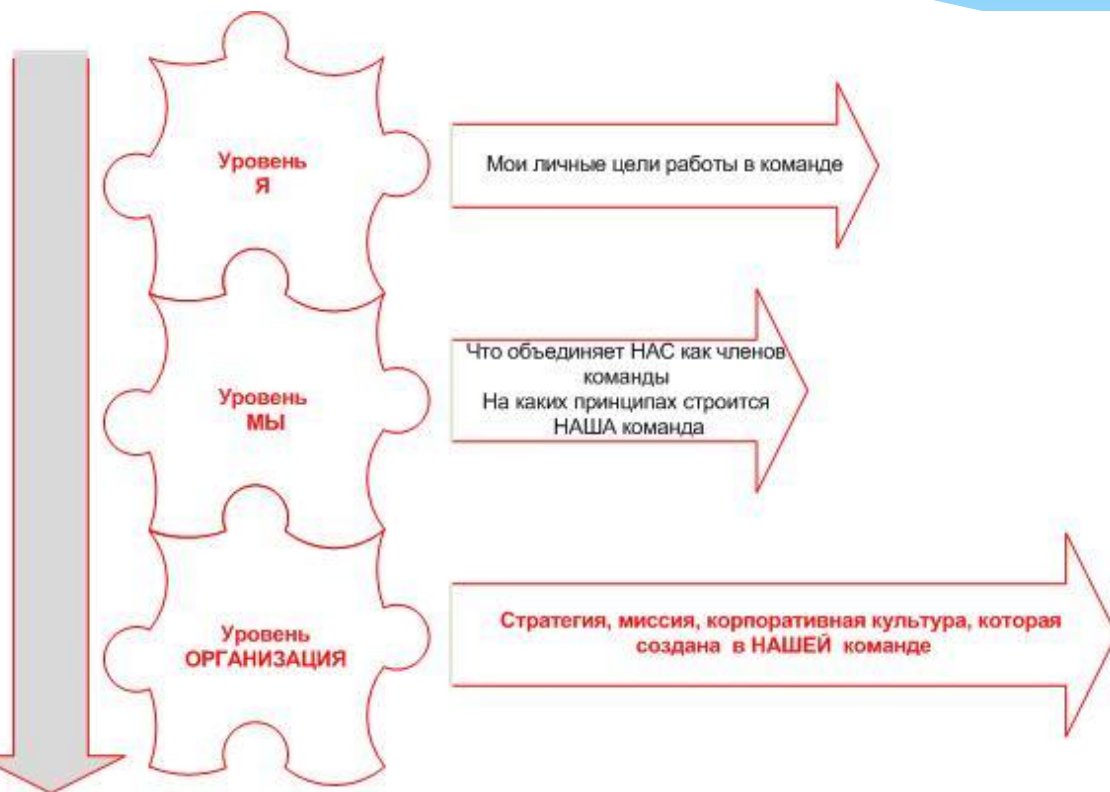 Уровень
Я
Мои личные цели работы в команде
Уровень
МЫ
Что объединяет НАС как членов
команды
На каких принципах строится
НАША команда
Уровень
ОРГАНИЗАЦИЯ
Стратегия, миссия, корпоративная культура, которая
создана в НАШЕЙ команде